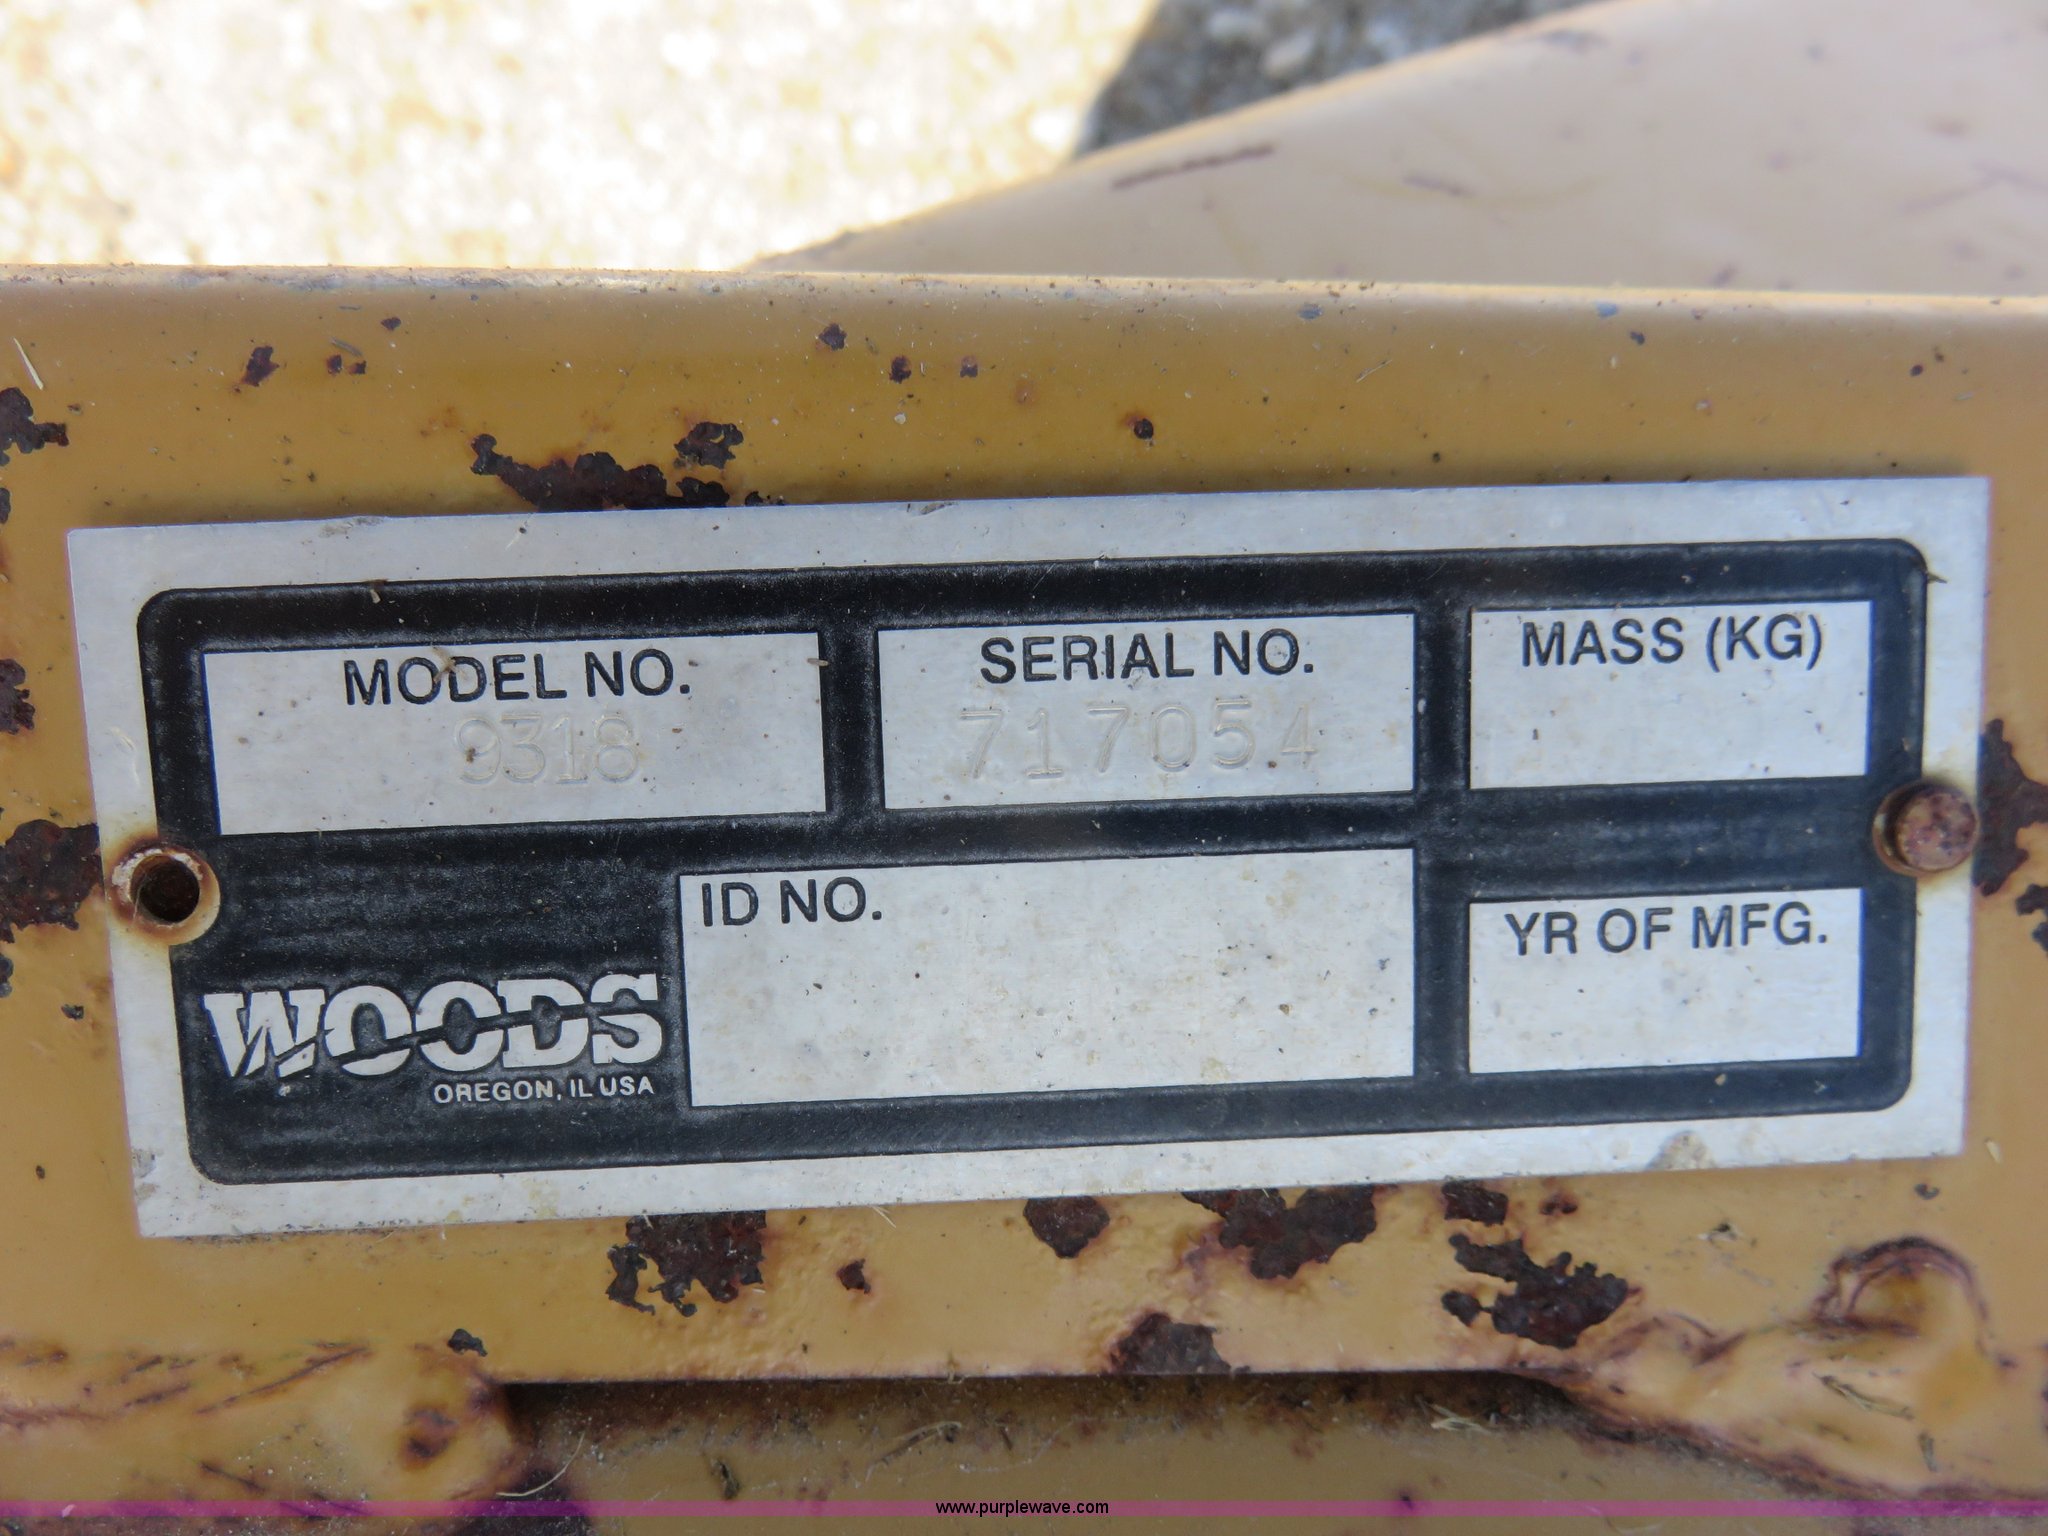 MODEL NO.
9318
SERIAL NO.
717054
MASS (KG)
ID NO.
YR OF MFG.
WOODS
OREGON, IL USA
www.purplewave.com